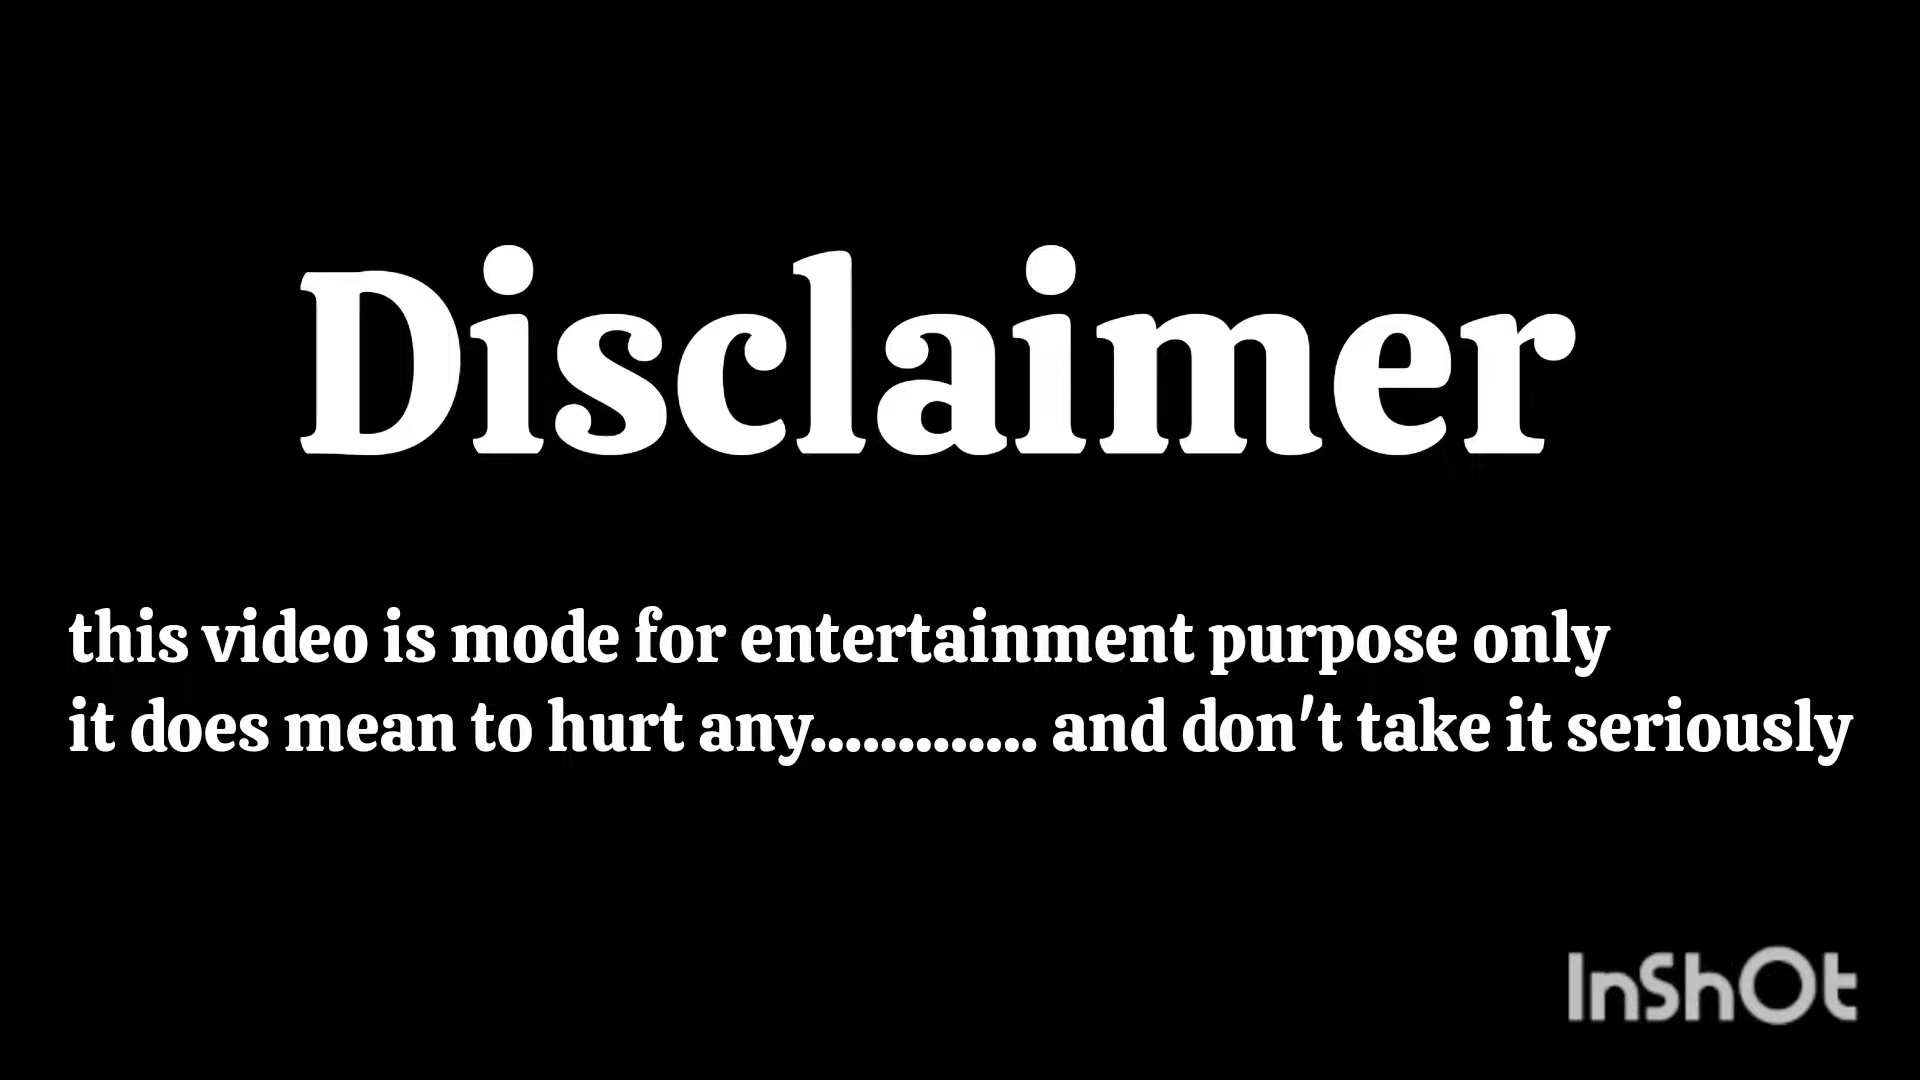 Disclaimer
this video is mode for entertainment purpose only
it does mean to hurt any............. and don't take it seriously
InShOt